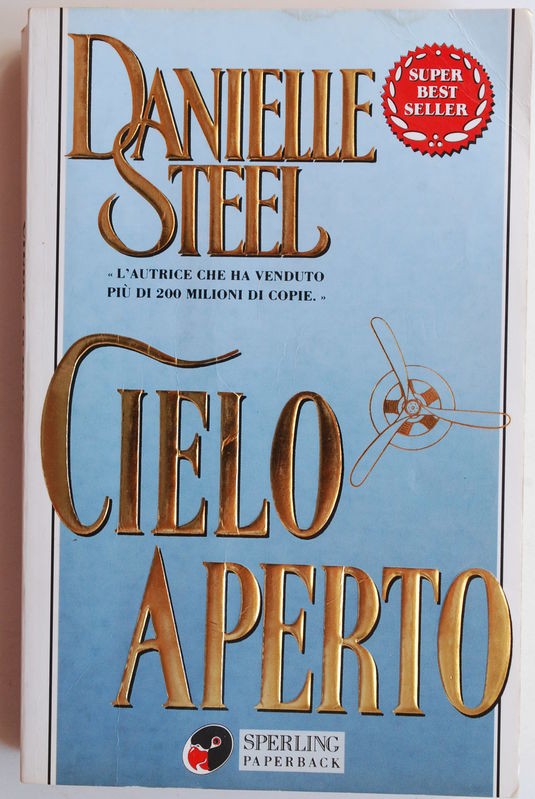 DANIELLE
STEEL
SUPER
BEST
SELLER
« L'AUTRICE CHE HA VENDUTO
PIÙ DI 200 MILIONI DI COPIE. »
CIELO
APERTO
SPERLING
PAPERBACK